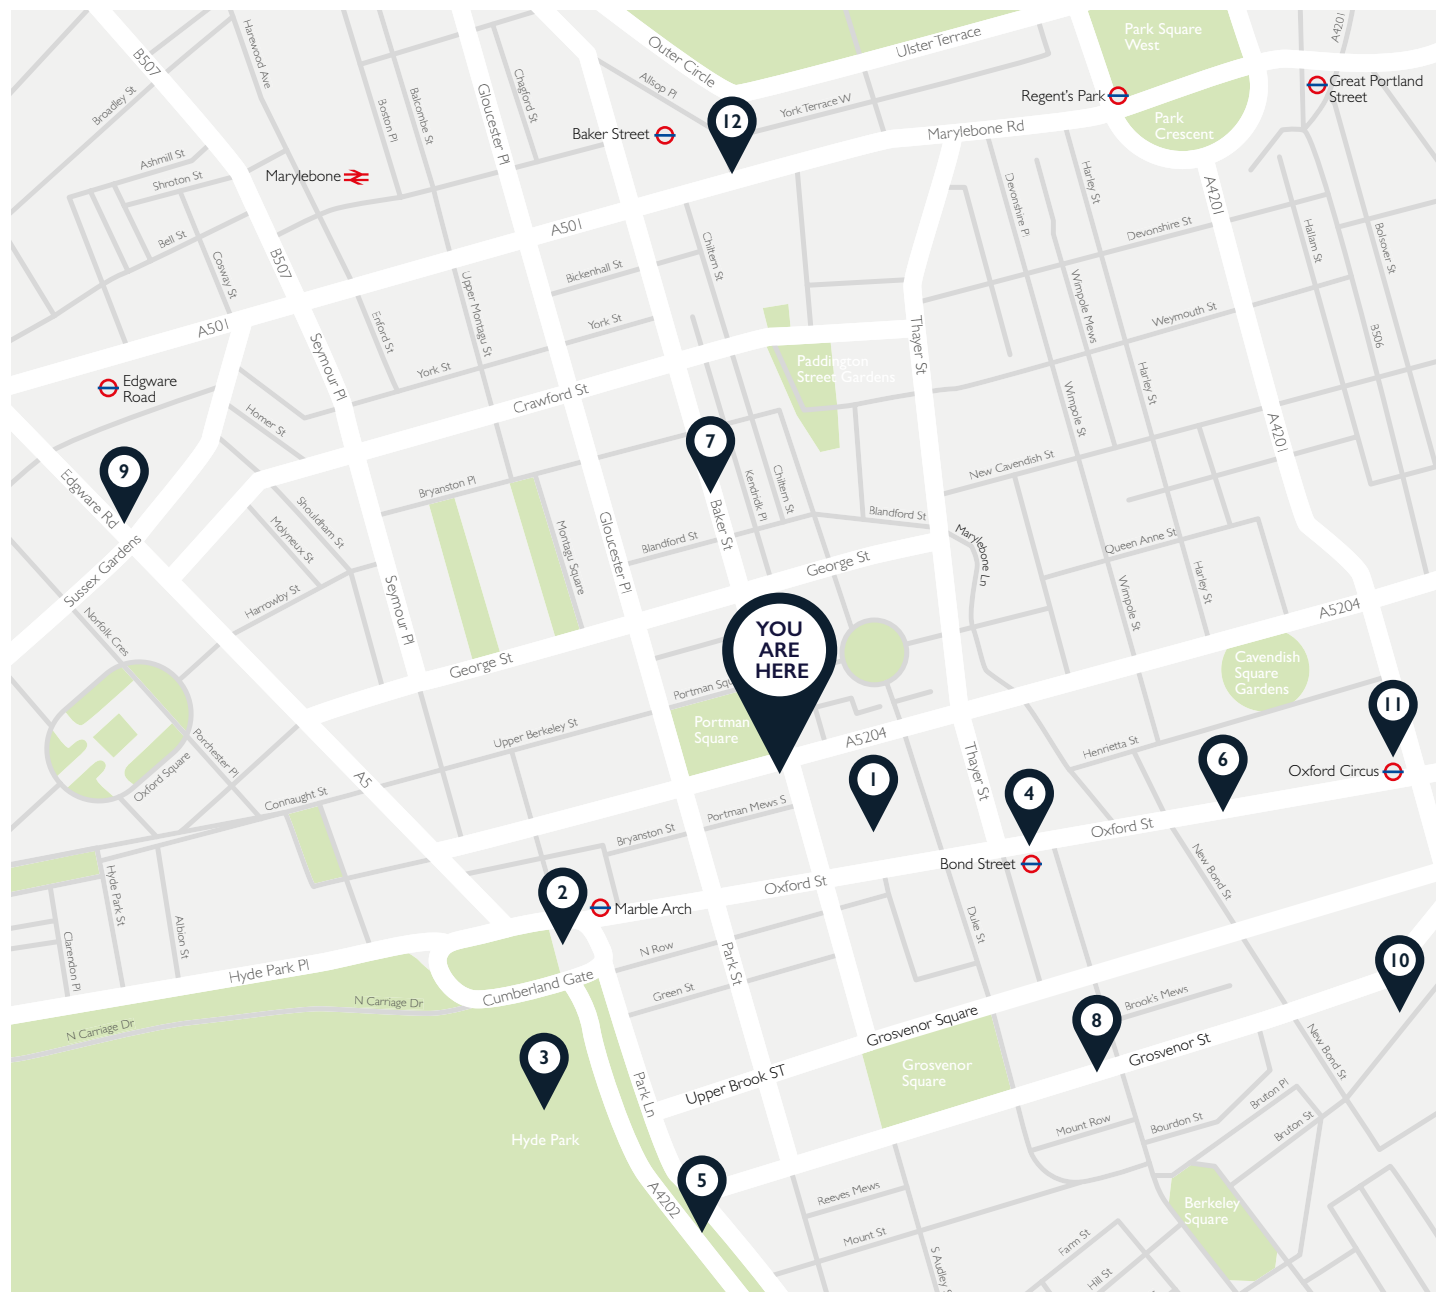 B507
Harewood Ave
Outer Circle
Ulster Terrace
Park Square
West
A4201
Broadley St
Gloucester Pl
Chagford St
Allsop Pl
Balcombe St
Boston Pl
York Terrace W
Regent's Park
Great Portland
Street
Baker Street
12
Marylebone Rd
Park
Crescent
Ashmill St
Shroton St
Marylebone
Harley St
A4201
Devonshire Pl
Devonshire St
Bell St
A501
Chiltern St
Hallam St
Bolsover St
B507
Cosway St
Bickenhall St
Upper Montagu St
Wimpole Mews
Weymouth St
A501
Enford St
York St
B506
Seymour Pl
Thayer St
York St
Paddington
Street Gardens
Edgware
Road
Crawford St
Harley St
Wimpole St
Homer St
A4201
7
9
New Cavendish St
Edgware Rd
Bryanston Pl
Kendridk Pl
Chiltern St
Blandford St
Shouldham St
Molyneux St
Montagu Square
Gloucester Pl
Baker St
Blandford St
Marylebone Ln
Queen Anne St
Sussex Gardens
George St
Harley St
Wimpole St
Harrowby St
Seymour Pl
A5204
Norfolk Cres
YOU
ARE
HERE
George St
Cavendish
Square
Gardens
Portman Squ
Portman
Square
Upper Berkeley St
A5204
11
Henrietta St
Porchester Pl
Oxford Square
A5
1
Thayer St
6
Oxford Circus
4
Connaught St
Portman Mews S
Bryanston St
Oxford St
Bond Street
New Bond St
Hyde Park St
2
Oxford St
Marble Arch
Albion St
Duke St
Clarendon Pl
N Row
Park St
10
Hyde Park Pl
Cumberland Gate
Green St
N Carriage Dr
Brook's Mews
N Carriage Dr
Grosvenor Square
8
Grosvenor St
New Bond St
3
Grosvenor
Square
Upper Brook ST
Park Ln
Bruton Pl
Mount Row
Bourdon St
Bruton St
Hyde Park
5
A4202
Reeves Mews
Berkeley
Square
Mount St
Farm St
S Audley S
Hill St